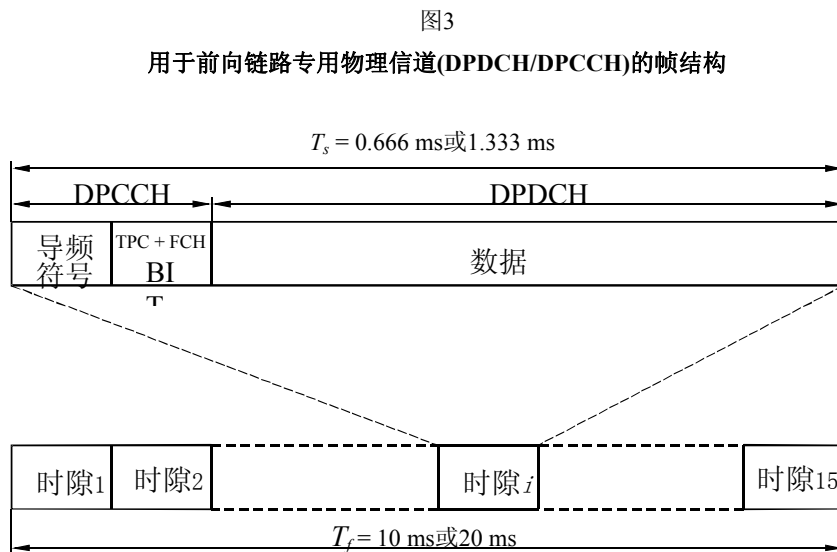 图3
用于前向链路专用物理信道(DPDCH/DPCCH)的帧结构
Ts = 0.666 ms或1.333 ms
DPCCH
DPDCH
导频
符号
TPC + FCH
BI
T
数据
时隙1
时隙2
时隙i
时隙15
Tf = 10 ms或20 ms